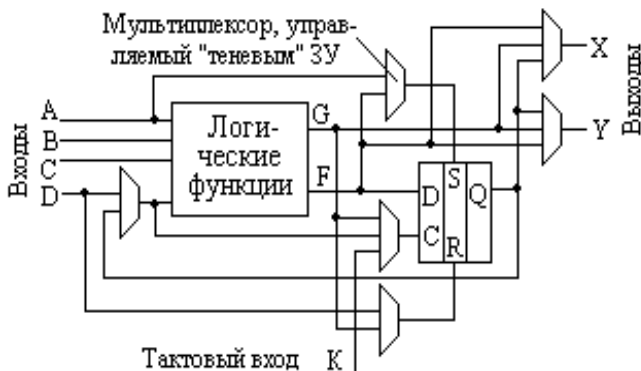 Мультиплексор, управ-
ляемый "теневым" ЗУ
X
A
G
Логи-
ческие
функции
B
Y
Входы
Выходы
C
F
D
D
S
Q
C
R
Тактовый вход
K